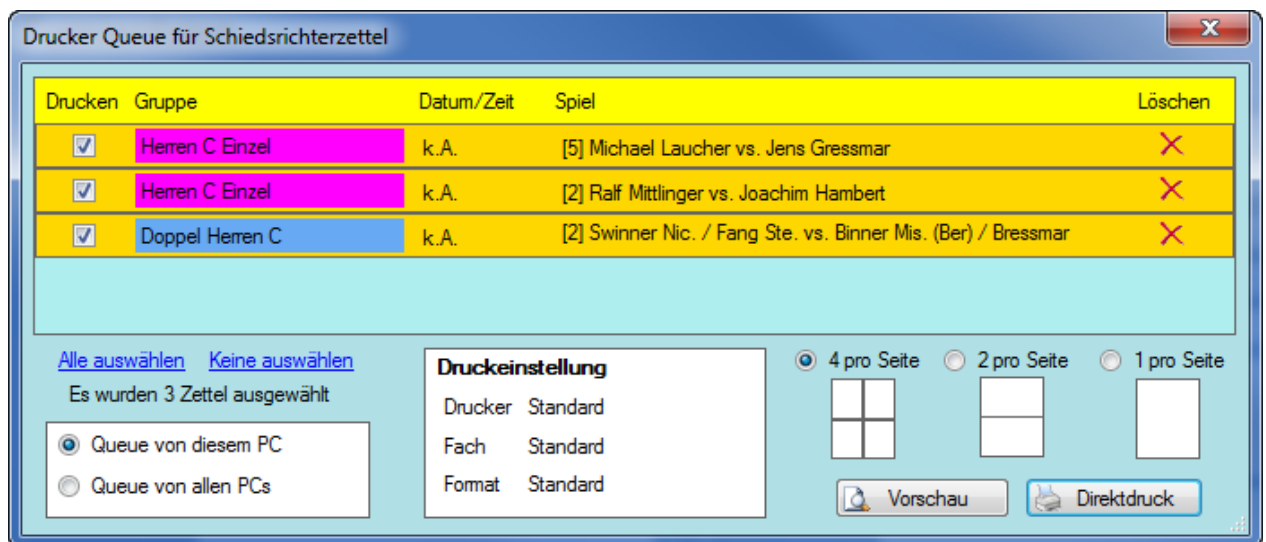 Drucker Queue für Schiedsrichterzettel
Drucken Gruppe Datum/Zeit Spiel Löschen
Herren C Einzel k.A. [5] Michael Laucher vs. Jens Gressmar
Herren C Einzel k.A. [2] Ralf Mittlinger vs. Joachim Hambert
Doppel Herren C k.A. [2] Swinner Nic. / Fang Ste. vs. Binner Mis. (Ber) / Bressmar
Alle auswählen Keine auswählen
Es wurden 3 Zettel ausgewählt
Queue von diesem PC
Queue von allen PCs
Druckeinstellung
Drucker Standard
Fach Standard
Format Standard
4 pro Seite 2 pro Seite 1 pro Seite
Vorschau Direktdruck